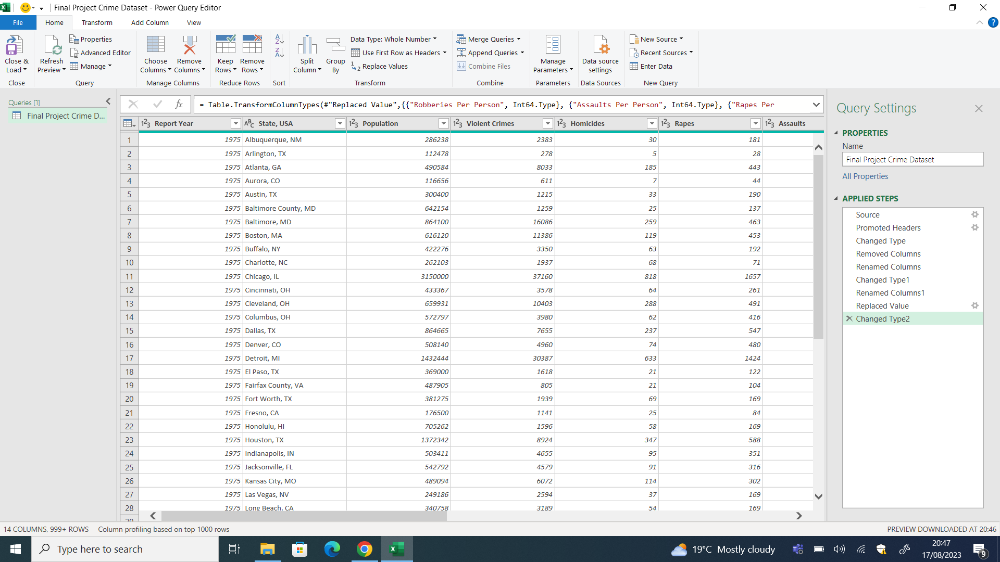 Final Project Crime Dataset - Power Query Editor
File Home Transform Add Column View
Close & Load
Close
Refresh Preview
Properties
Advanced Editor
Manage
Query
Choose Columns
Remove Columns
Manage Columns
Keep Rows
Remove Rows
Reduce Rows
Sort
Split Column
Group By
Data Type: Whole Number
Use First Row as Headers
Replace Values
Transform
Merge Queries
Append Queries
Combine Files
Combine
Manage Parameters
Parameters
Data source settings
Data Sources
New Source
Recent Sources
Enter Data
New Query
Queries [1]
Final Project Crime D...
fx = Table.TransformColumnTypes(#"Replaced Value",{{"Robberies Per Person", Int64.Type}, {"Assaults Per Person", Int64.Type}, {"Rapes Per
Report Year State, USA Population Violent Crimes Homicides Rapes Assaults
1 1975 Albuquerque, NM 286238 2383 30 181
2 1975 Arlington, TX 112478 278 5 28
3 1975 Atlanta, GA 490584 8033 185 443
4 1975 Aurora, CO 116656 611 7 44
5 1975 Austin, TX 300400 1215 33 190
6 1975 Baltimore County, MD 642154 1259 25 137
7 1975 Baltimore, MD 864100 16086 259 463
8 1975 Boston, MA 616120 11386 119 453
9 1975 Buffalo, NY 422276 3350 63 192
10 1975 Charlotte, NC 262103 1937 68 71
11 1975 Chicago, IL 3150000 37160 818 1657
12 1975 Cincinnati, OH 433367 3578 64 261
13 1975 Cleveland, OH 659931 10403 288 491
14 1975 Columbus, OH 572797 3980 62 416
15 1975 Dallas, TX 864665 7655 237 547
16 1975 Denver, CO 508140 4960 74 480
17 1975 Detroit, MI 1432444 30387 633 1424
18 1975 El Paso, TX 369000 1618 21 122
19 1975 Fairfax County, VA 487905 805 21 104
20 1975 Fort Worth, TX 381275 1939 69 169
21 1975 Fresno, CA 176500 1141 25 84
22 1975 Honolulu, HI 705262 1596 58 169
23 1975 Houston, TX 1372342 8924 347 588
24 1975 Indianapolis, IN 503411 4655 95 351
25 1975 Jacksonville, FL 542792 4579 91 316
26 1975 Kansas City, MO 489094 6072 114 302
27 1975 Las Vegas, NV 249186 2594 37 169
28 1975 Long Beach, CA 340758 3189 54 169
29
Query Settings
PROPERTIES
Name
Final Project Crime Dataset
All Properties
APPLIED STEPS
Source
Promoted Headers
Changed Type
Removed Columns
Renamed Columns
Changed Type1
Renamed Columns1
Replaced Value
Changed Type2
14 COLUMNS, 999+ ROWS Column profiling based on top 1000 rows
PREVIEW DOWNLOADED AT 20:46
Type here to search
19°C Mostly cloudy
20:47
17/08/2023
9